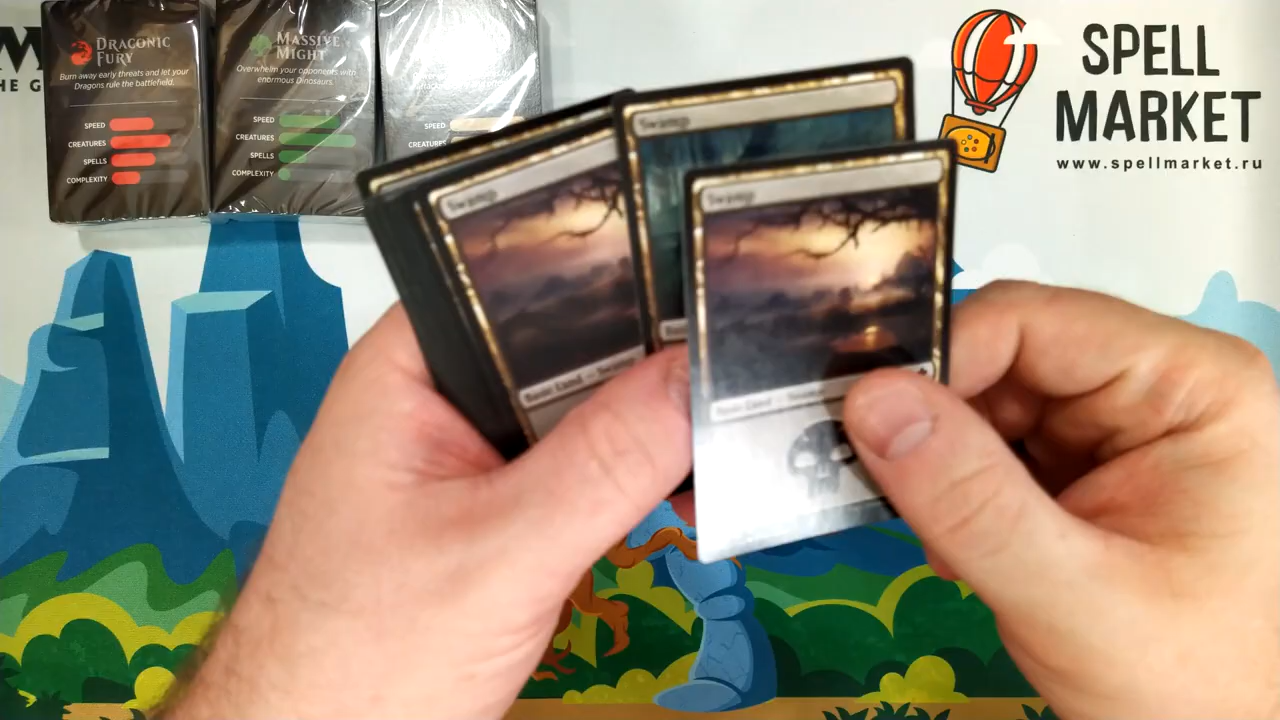 DRACONIC
FURY
Burn away early threats and let your
Dragons rule the battlefield.
SPEED
CREATURES
SPELLS
COMPLEXITY
MASSIVE
MIGHT
Overwhelm your opponents with
enormous Dinosaurs.
SPEED
CREATURES
SPELLS
COMPLEXITY
SPEED
CREATURES
SPELL
MARKET
www.spellmarket.ru
Swamp
Swamp
Swamp
Basic Land — Swamp
Basic Land — Swamp